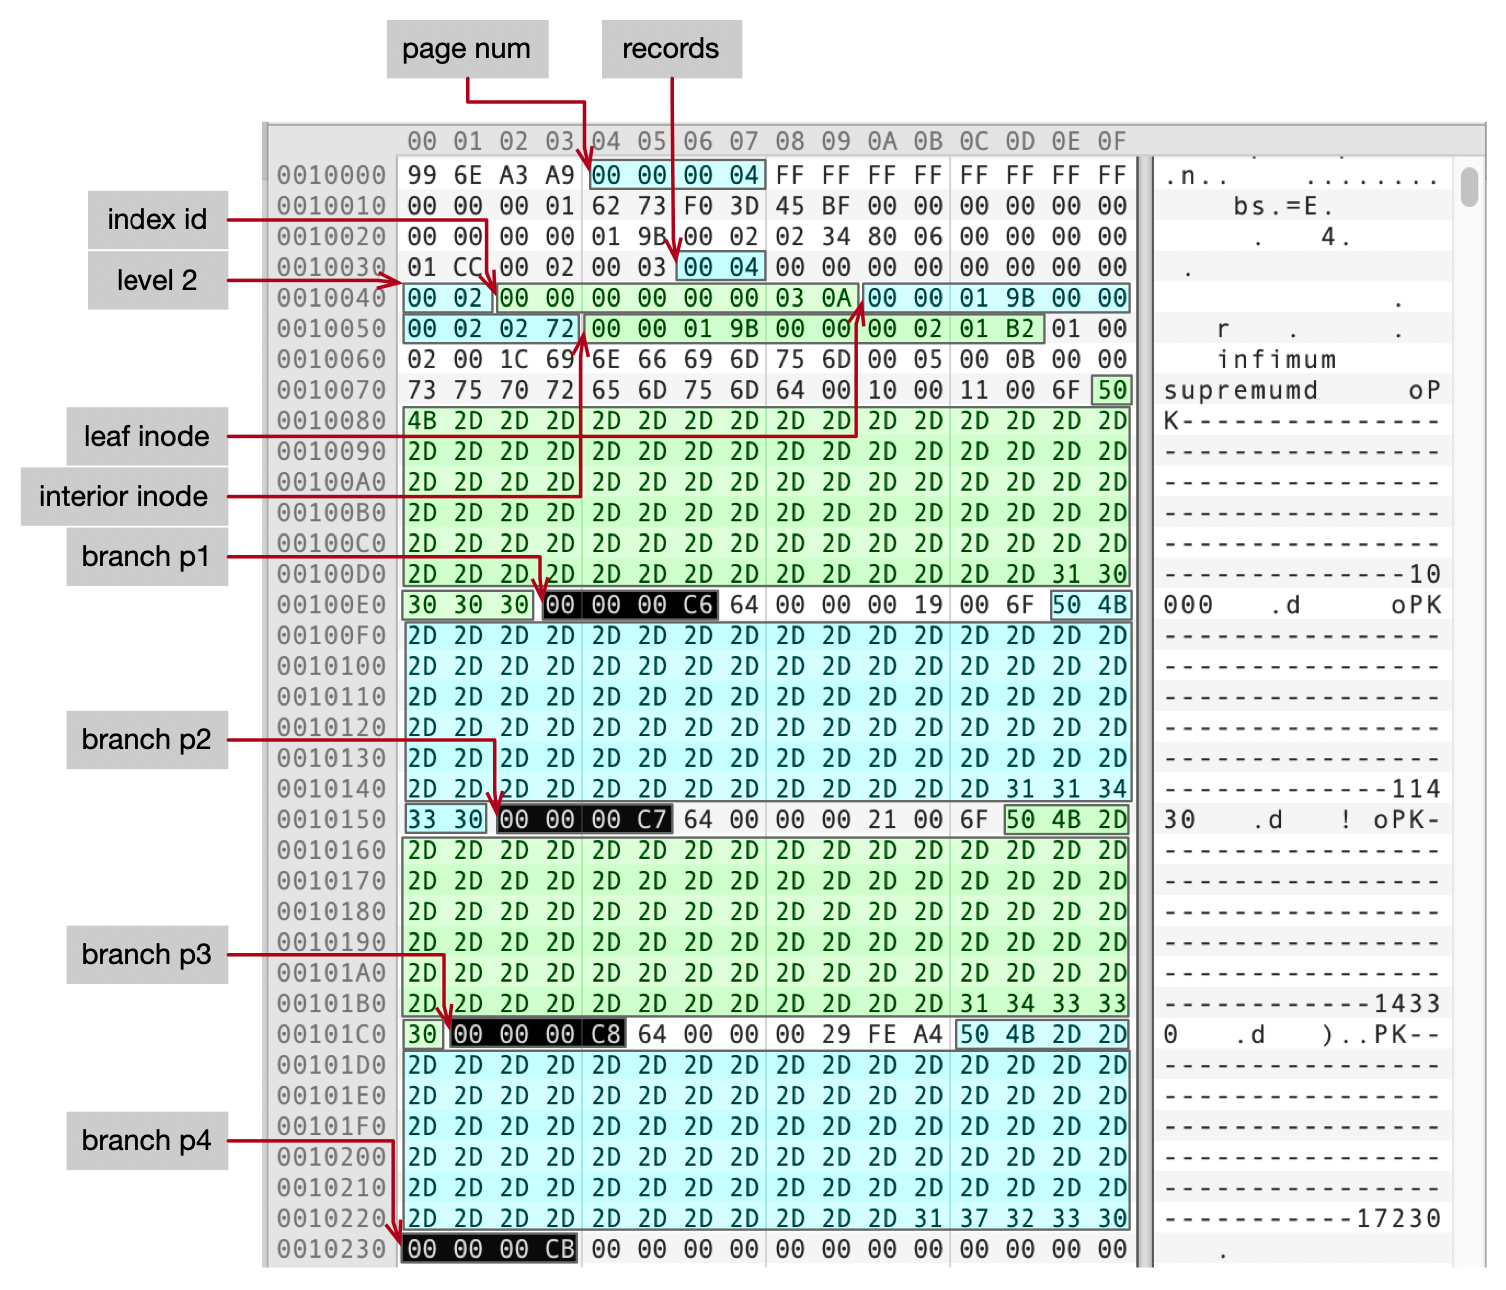 page num
records
00 01 02 03 04 05 06 07 08 09 0A 0B 0C 0D 0E 0F
0010000 99 6E A3 A9 00 00 00 04 FF FF FF FF FF FF FF FF .n.. ........
0010010 00 00 00 01 62 73 F0 3D 45 BF 00 00 00 00 00 00 bs.=E.
index id
0010020 00 00 00 00 01 9B 00 02 02 34 80 06 00 00 00 00 . 4.
0010030 01 CC 00 02 00 03 00 04 00 00 00 00 00 00 00 00 .
level 2
0010040 00 02 00 00 00 00 00 00 03 0A 00 00 01 9B 00 00 .
0010050 00 02 02 72 00 00 01 9B 00 00 00 02 01 B2 01 00 r . .
0010060 02 00 1C 69 6E 66 69 6D 75 6D 00 05 00 0B 00 00 infimum
0010070 73 75 70 72 65 6D 75 6D 64 00 10 00 11 00 6F 50 supremumd oP
0010080 4B 2D 2D 2D 2D 2D 2D 2D 2D 2D 2D 2D 2D 2D 2D 2D K---------------
leaf inode
0010090 2D 2D 2D 2D 2D 2D 2D 2D 2D 2D 2D 2D 2D 2D 2D 2D ----------------
00100A0 2D 2D 2D 2D 2D 2D 2D 2D 2D 2D 2D 2D 2D 2D 2D 2D ----------------
interior inode
00100B0 2D 2D 2D 2D 2D 2D 2D 2D 2D 2D 2D 2D 2D 2D 2D 2D ----------------
00100C0 2D 2D 2D 2D 2D 2D 2D 2D 2D 2D 2D 2D 2D 2D 2D 2D ----------------
branch p1
00100D0 2D 2D 2D 2D 2D 2D 2D 2D 2D 2D 2D 2D 2D 2D 31 30 --------------10
00100E0 30 30 30 00 00 00 C6 64 00 00 00 19 00 6F 50 4B 000 .d oPK
00100F0 2D 2D 2D 2D 2D 2D 2D 2D 2D 2D 2D 2D 2D 2D 2D 2D ----------------
0010100 2D 2D 2D 2D 2D 2D 2D 2D 2D 2D 2D 2D 2D 2D 2D 2D ----------------
0010110 2D 2D 2D 2D 2D 2D 2D 2D 2D 2D 2D 2D 2D 2D 2D 2D ----------------
0010120 2D 2D 2D 2D 2D 2D 2D 2D 2D 2D 2D 2D 2D 2D 2D 2D ----------------
branch p2
0010130 2D 2D 2D 2D 2D 2D 2D 2D 2D 2D 2D 2D 2D 2D 2D 2D ----------------
0010140 2D 2D 2D 2D 2D 2D 2D 2D 2D 2D 2D 2D 2D 31 31 34 -------------114
0010150 33 30 00 00 00 C7 64 00 00 00 21 00 6F 50 4B 2D 30 .d ! oPK-
0010160 2D 2D 2D 2D 2D 2D 2D 2D 2D 2D 2D 2D 2D 2D 2D 2D ----------------
0010170 2D 2D 2D 2D 2D 2D 2D 2D 2D 2D 2D 2D 2D 2D 2D 2D ----------------
0010180 2D 2D 2D 2D 2D 2D 2D 2D 2D 2D 2D 2D 2D 2D 2D 2D ----------------
0010190 2D 2D 2D 2D 2D 2D 2D 2D 2D 2D 2D 2D 2D 2D 2D 2D ----------------
branch p3
00101A0 2D 2D 2D 2D 2D 2D 2D 2D 2D 2D 2D 2D 2D 2D 2D 2D ----------------
00101B0 2D 2D 2D 2D 2D 2D 2D 2D 2D 2D 2D 2D 31 34 33 33 ------------1433
00101C0 30 00 00 00 C8 64 00 00 00 29 FE A4 50 4B 2D 2D 0 .d )..PK--
00101D0 2D 2D 2D 2D 2D 2D 2D 2D 2D 2D 2D 2D 2D 2D 2D 2D ----------------
00101E0 2D 2D 2D 2D 2D 2D 2D 2D 2D 2D 2D 2D 2D 2D 2D 2D ----------------
00101F0 2D 2D 2D 2D 2D 2D 2D 2D 2D 2D 2D 2D 2D 2D 2D 2D ----------------
branch p4
0010200 2D 2D 2D 2D 2D 2D 2D 2D 2D 2D 2D 2D 2D 2D 2D 2D ----------------
0010210 2D 2D 2D 2D 2D 2D 2D 2D 2D 2D 2D 2D 2D 2D 2D 2D ----------------
0010220 2D 2D 2D 2D 2D 2D 2D 2D 2D 2D 2D 31 37 32 33 30 -----------17230
0010230 00 00 00 CB 00 00 00 00 00 00 00 00 00 00 00 00 .